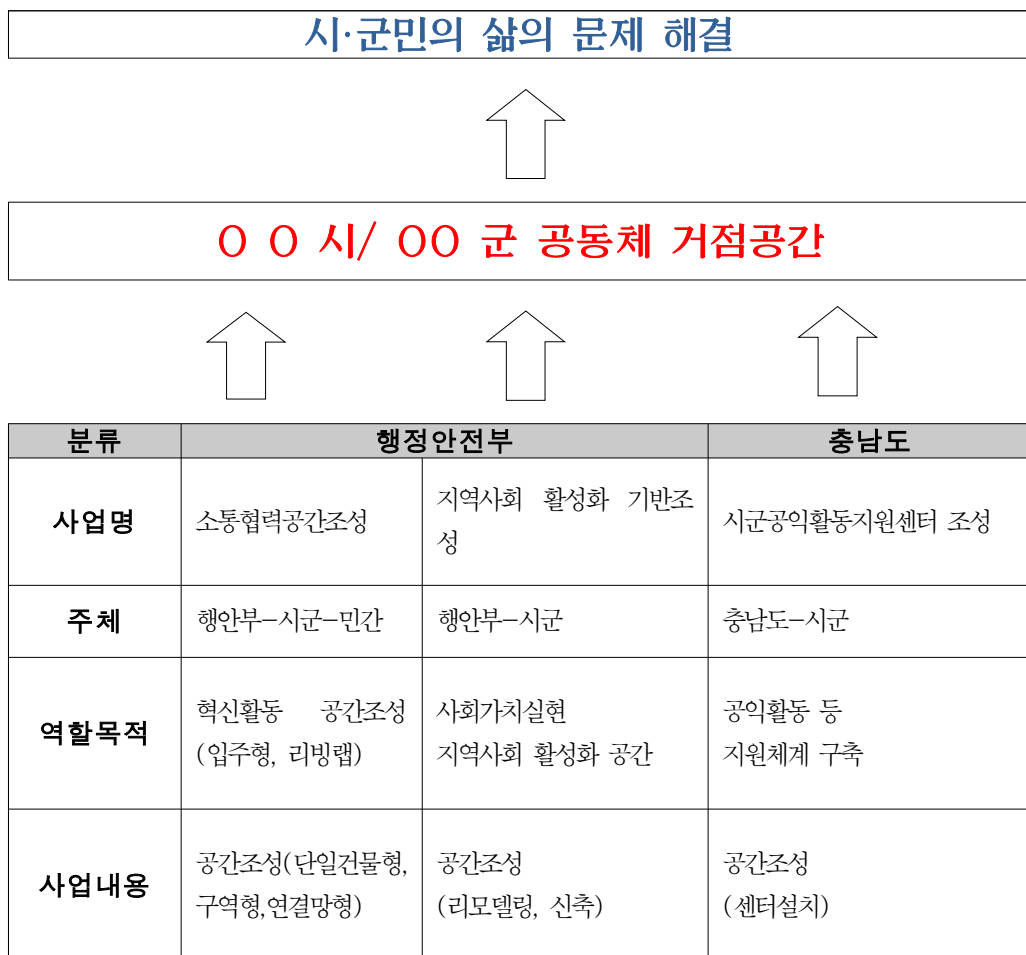 시·군민의 삶의 문제 해결
O O 시/ OO 군 공동체 거점공간
분류 행정안전부 충남도
사업명 소통협력공간조성 지역사회 활성화 기반조
성 시군공익활동지원센터 조성
주체 행안부-시군-민간 행안부-시군 충남도-시군
역할목적 혁신활동 공간조성 사회가치실현 공익활동 등
(입주형, 리빙랩) 지역사회 활성화 공간 지원체계 구축
사업내용 공간조성(단일건물형, 공간조성 공간조성
구역형,연결망형) (리모델링, 신축) (센터설치)